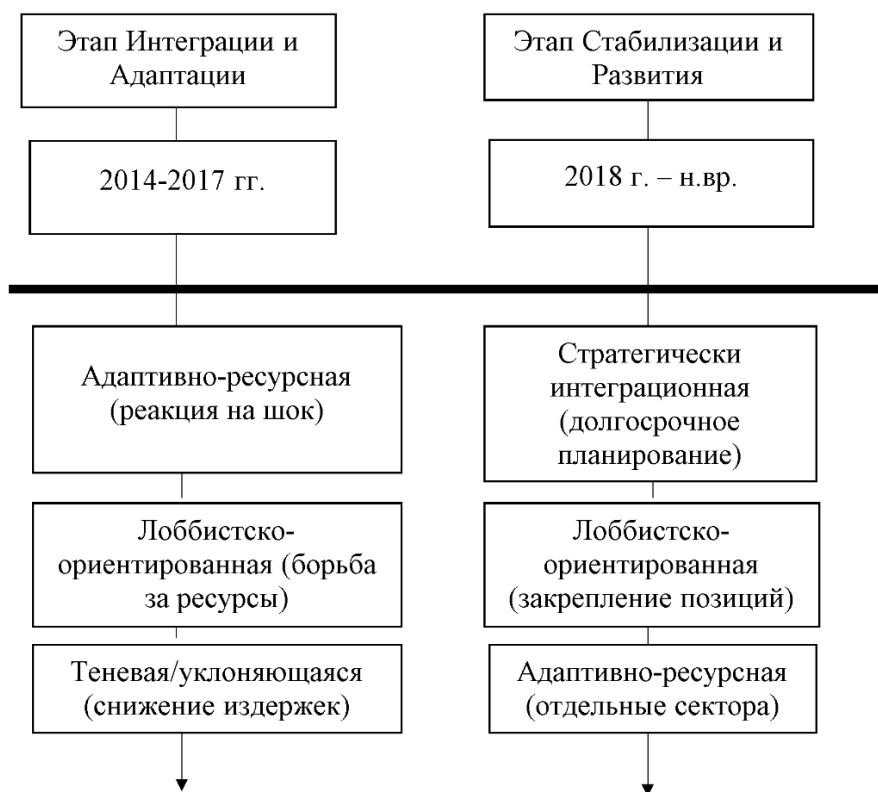 Этап Интеграции и
Адаптации
2014-2017 гг.
Адаптивно-ресурсная
(реакция на шок)
Лоббистско-
ориентированная (борьба
за ресурсы)
Теневая/уклоняющаяся
(снижение издержек)
Этап Стабилизации и
Развития
2018 г. – н.вр.
Стратегически
интеграционная
(долгосрочное
планирование)
Лоббистско-
ориентированная
(закрепление позиций)
Адаптивно-ресурсная
(отдельные сектора)